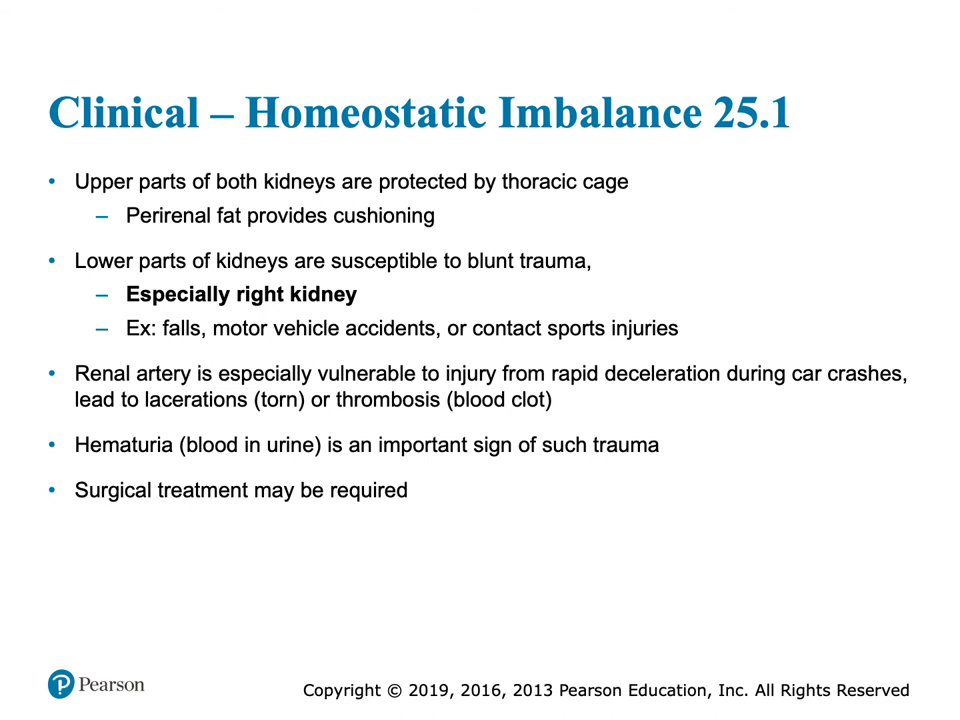 Clinical – Homeostatic Imbalance 25.1
• Upper parts of both kidneys are protected by thoracic cage
– Perirenal fat provides cushioning
• Lower parts of kidneys are susceptible to blunt trauma,
– Especially right kidney
– Ex: falls, motor vehicle accidents, or contact sports injuries
• Renal artery is especially vulnerable to injury from rapid deceleration during car crashes,
lead to lacerations (torn) or thrombosis (blood clot)
• Hematuria (blood in urine) is an important sign of such trauma
• Surgical treatment may be required
Pearson
Copyright © 2019, 2016, 2013 Pearson Education, Inc. All Rights Reserved